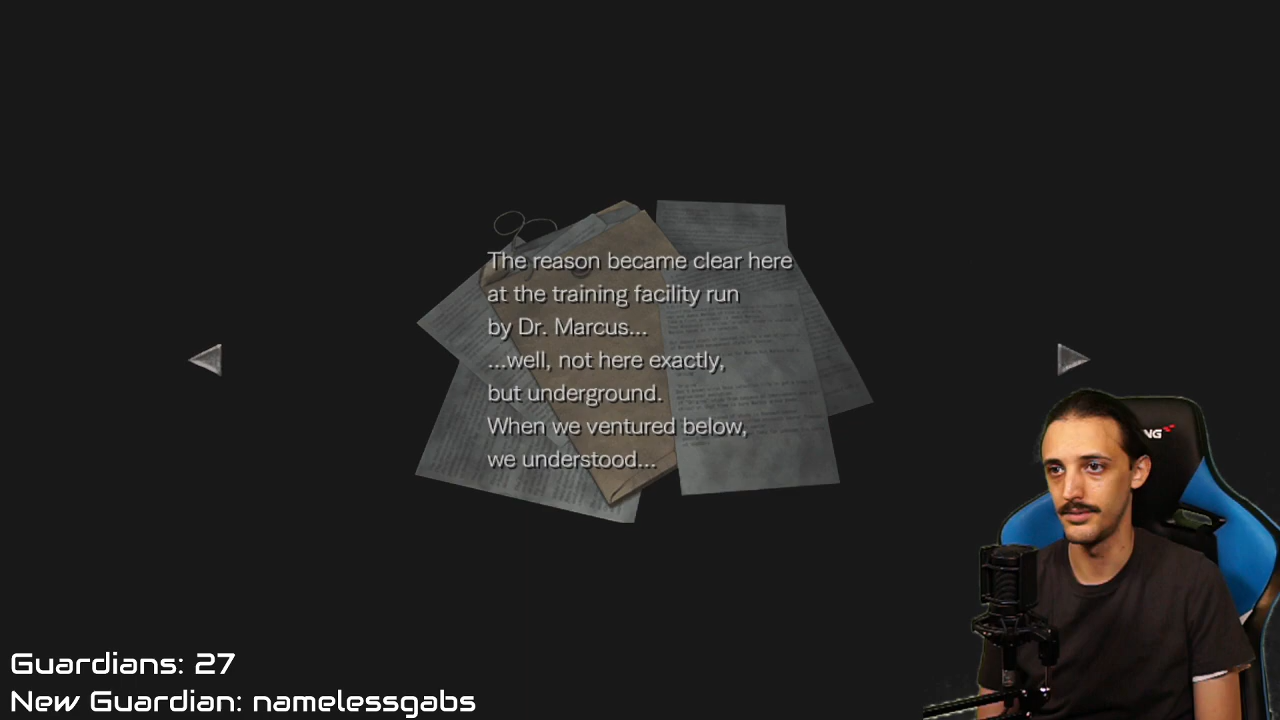 The reason became clear here
at the training facility run
by Dr. Marcus...
...well, not here exactly,
but underground.
When we ventured below,
we understood...
NG
Guardians: 27
New Guardian: namelessgabs